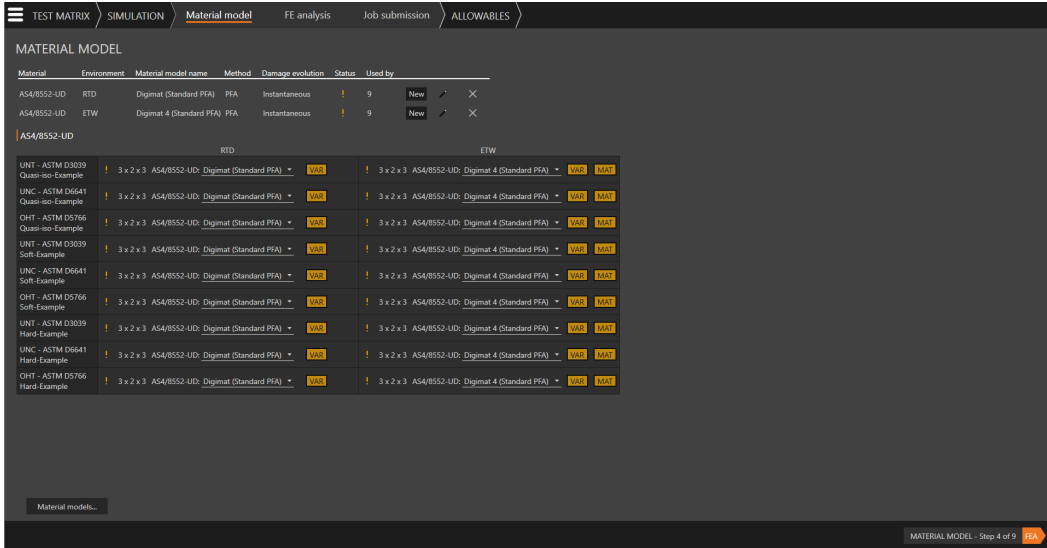 TEST MATRIX SIMULATION Material model FE analysis Job submission ALLOWABLES
MATERIAL MODEL
Material Environment Material model name Method Damage evolution Status Used by
AS4/8552-UD RTD Digimat (Standard PFA) PFA Instantaneous ! 9 New
AS4/8552-UD ETW Digimat 4 (Standard PFA) PFA Instantaneous ! 9 New
AS4/8552-UD
RTD ETW
UNT - ASTM D3039
Quasi-iso-Example
! 3 x 2 x 3 AS4/8552-UD: Digimat (Standard PFA) VAR ! 3 x 2 x 3 AS4/8552-UD: Digimat 4 (Standard PFA) VAR MAT
UNC - ASTM D6641
Quasi-iso-Example
! 3 x 2 x 3 AS4/8552-UD: Digimat (Standard PFA) VAR ! 3 x 2 x 3 AS4/8552-UD: Digimat 4 (Standard PFA) VAR MAT
OHT - ASTM D5766
Quasi-iso-Example
! 3 x 2 x 3 AS4/8552-UD: Digimat (Standard PFA) VAR ! 3 x 2 x 3 AS4/8552-UD: Digimat 4 (Standard PFA) VAR MAT
UNT - ASTM D3039
Soft-Example
! 3 x 2 x 3 AS4/8552-UD: Digimat (Standard PFA) VAR ! 3 x 2 x 3 AS4/8552-UD: Digimat 4 (Standard PFA) VAR MAT
UNC - ASTM D6641
Soft-Example
! 3 x 2 x 3 AS4/8552-UD: Digimat (Standard PFA) VAR ! 3 x 2 x 3 AS4/8552-UD: Digimat 4 (Standard PFA) VAR MAT
OHT - ASTM D5766
Soft-Example
! 3 x 2 x 3 AS4/8552-UD: Digimat (Standard PFA) VAR ! 3 x 2 x 3 AS4/8552-UD: Digimat 4 (Standard PFA) VAR MAT
UNT - ASTM D3039
Hard-Example
! 3 x 2 x 3 AS4/8552-UD: Digimat (Standard PFA) VAR ! 3 x 2 x 3 AS4/8552-UD: Digimat 4 (Standard PFA) VAR MAT
UNC - ASTM D6641
Hard-Example
! 3 x 2 x 3 AS4/8552-UD: Digimat (Standard PFA) VAR ! 3 x 2 x 3 AS4/8552-UD: Digimat 4 (Standard PFA) VAR MAT
OHT - ASTM D5766
Hard-Example
! 3 x 2 x 3 AS4/8552-UD: Digimat (Standard PFA) VAR ! 3 x 2 x 3 AS4/8552-UD: Digimat 4 (Standard PFA) VAR MAT
Material models...
MATERIAL MODEL - Step 4 of 9 FEA